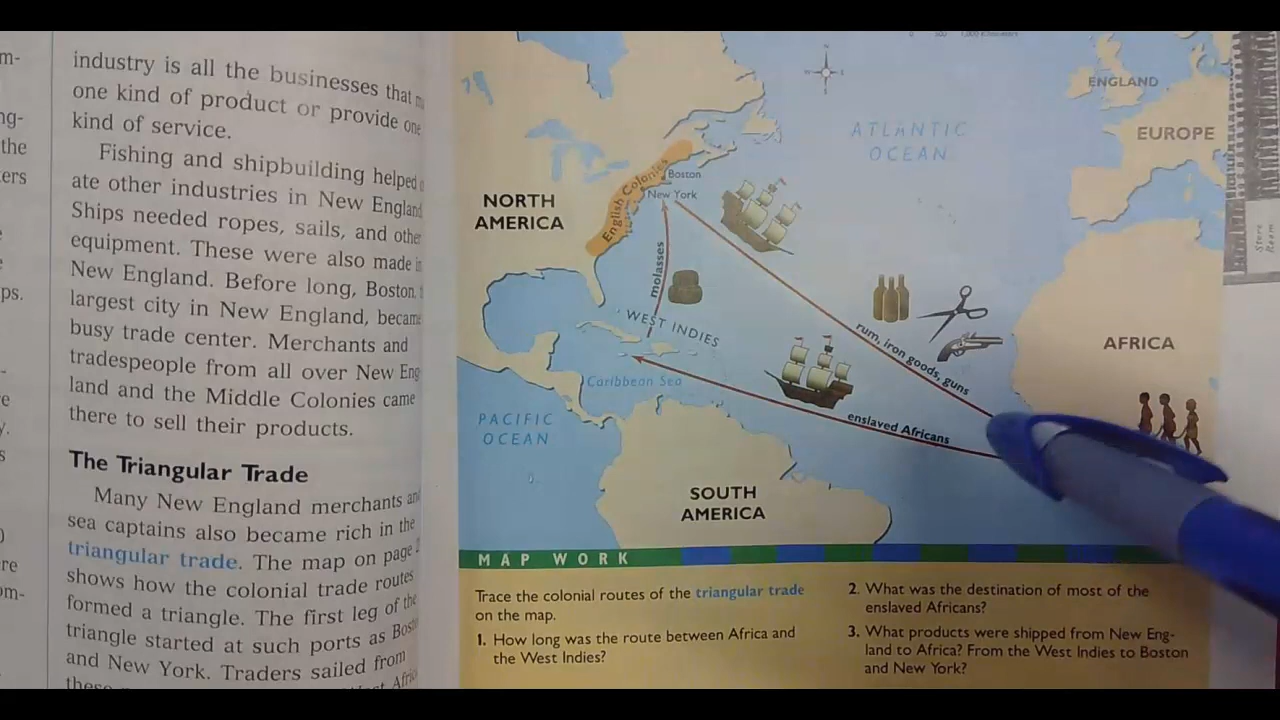 m-
ng-
the
ers
ps.
re
y.
s
re
om-
industry is all the businesses that
one kind of product or provide one
kind of service.
Fishing and shipbuilding helped
ate other industries in New England
Ships needed ropes, sails, and other
equipment. These were also made in
New England. Before long, Boston,
largest city in New England, became
busy trade center. Merchants and
tradespeople from all over New Eng
land and the Middle Colonies came
there to sell their products.
The Triangular Trade
Many New England merchants
sea captains also became rich in the
triangular trade. The map on page
shows how the colonial trade routes
formed a triangle. The first leg of the
triangle started at such ports as
and New York. Traders sailed from
ENGLAND
EUROPE
ATLANTIC
OCEAN
Boston
New York
English Colonies
NORTH
AMERICA
molasses
WEST INDIES
rum, iron goods, guns
AFRICA
Caribbean Sea
enslaved Africans
PACIFIC
OCEAN
SOUTH
AMERICA
Store
Room
MAP WORK
Trace the colonial routes of the triangular trade
on the map.
1. How long was the route between Africa and
the West Indies?
2. What was the destination of most of the
enslaved Africans?
3. What products were shipped from New Eng-
land to Africa? From the West Indies to Boston
and New York?